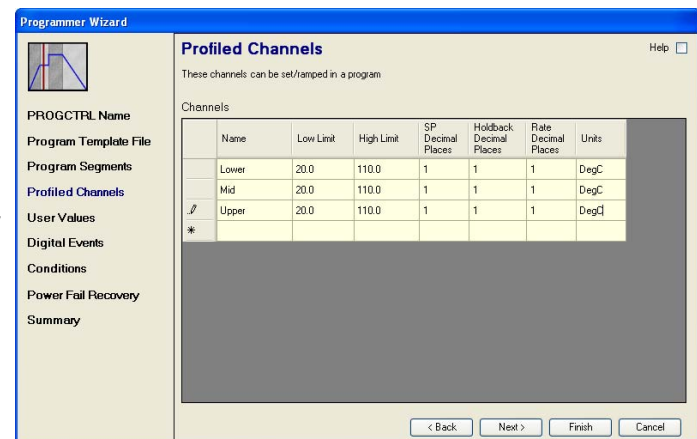 Programmer Wizard
PROGCTRL Name
Program Template File
Program Segments
Profiled Channels
User Values
Digital Events
Conditions
Power Fail Recovery
Summary
Profiled Channels
Help
These channels can be set/ramped in a program
Channels
Name Low Limit High Limit SP Decimal Places Holdback Decimal Places Rate Decimal Places Units
Lower 20.0 110.0 1 1 1 DegC
Mid 20.0 110.0 1 1 1 DegC
Upper 20.0 110.0 1 1 1 DegC
*
< Back Next > Finish Cancel